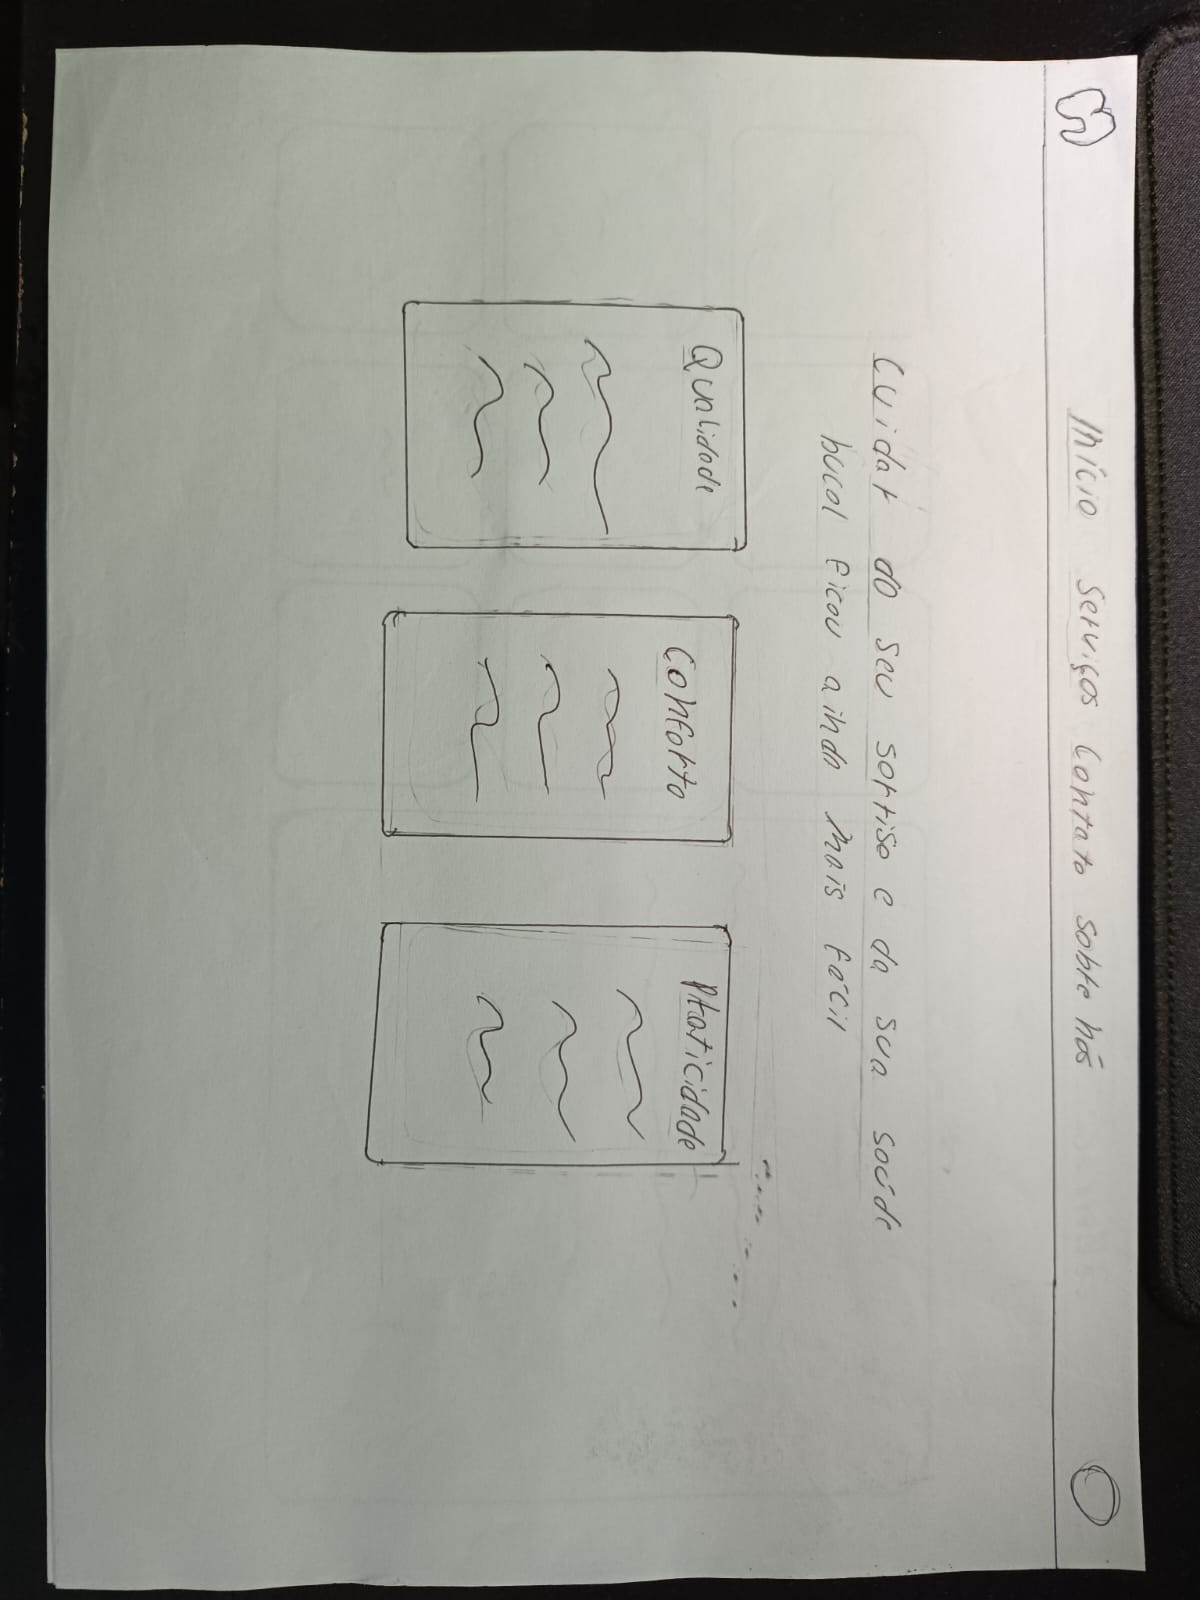 Início Serviços Contato Sobre nós
Cuidar do seu sorriso e da sua saúde
bucal ficou ainda mais fácil
Qualidade
Conforto
Praticidade